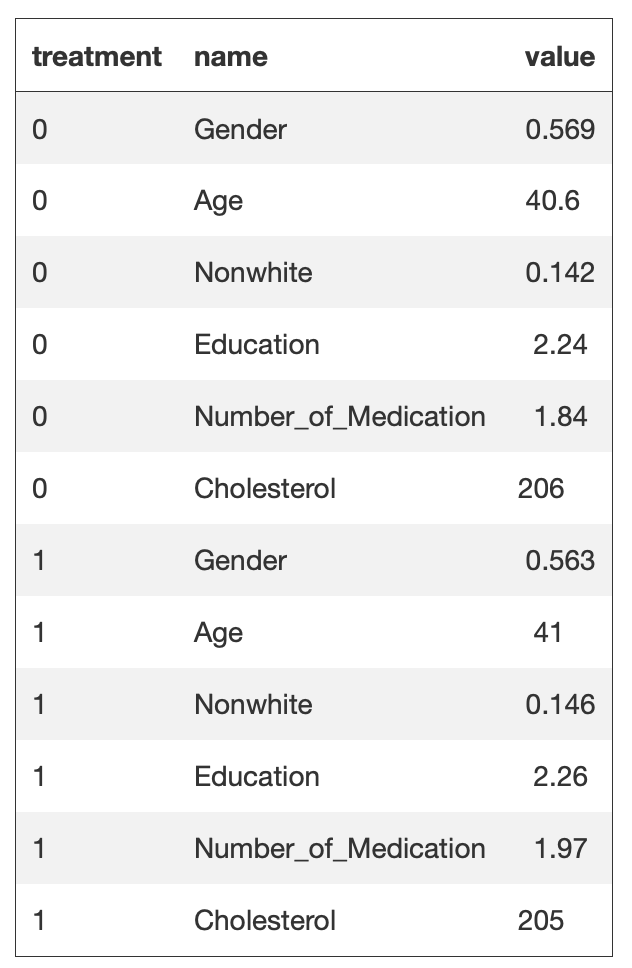 treatment name value
0 Gender 0.569
0 Age 40.6
0 Nonwhite 0.142
0 Education 2.24
0 Number_of_Medication 1.84
0 Cholesterol 206
1 Gender 0.563
1 Age 41
1 Nonwhite 0.146
1 Education 2.26
1 Number_of_Medication 1.97
1 Cholesterol 205